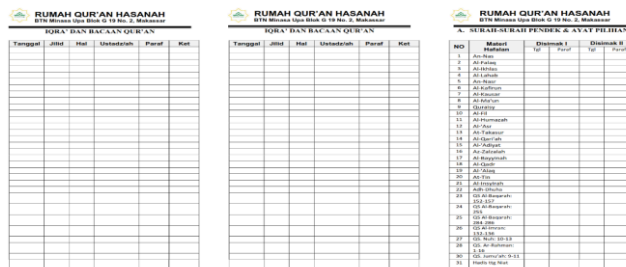 RUMAH QUR'AN HASANAH
BTN Minasa Upa Blok G 19 No. 2, Makassar
IQRA' DAN BACAAN QUR'AN
Tanggal Jilid Hal Ustadz/ah Paraf Ket
RUMAH QUR'AN HASANAH
BTN Minasa Upa Blok G 19 No. 2, Makassar
IQRA' DAN BACAAN QUR'AN
Tanggal Jilid Hal Ustadz/ah Paraf Ket
RUMAH QUR'AN HASANAH
BTN Minasa Upa Blok G 19 No. 2, Makassar
A. SURAH-SURAH PENDEK & AYAT PILIHAN
NO Materi Hafalan Disimak I Disimak II
Tgl Paraf Tgl Paraf
1 An-Nas
2 Al-Falaq
3 Al-Ikhlas
4 Al-Lahab
5 An-Nasr
6 Al-Kafirun
7 Al-Kausar
8 Al-Ma'un
9 Quraisy
10 Al-Fil
11 Al-Humazah
12 Al-'Asr
13 At-Takasur
14 Al-Qari'ah
15 Al-'Adiyat
16 Az-Zalzalah
17 Al-Bayyinah
18 Al-Qadr
19 Al-'Alaq
20 At-Tin
21 Al-Insyirah
22 Adh-Dhuha
23 QS Al-Baqarah:
152-157
24 QS Al-Baqarah:
255
25 QS Al-Baqarah:
284-286
26 QS Al-Imran:
132-136
27 QS. Nuh: 10-13
28 QS. Ar-Rahman:
1-16
30 QS. Jumu'ah: 9-11
31 Hadis ttg Niat